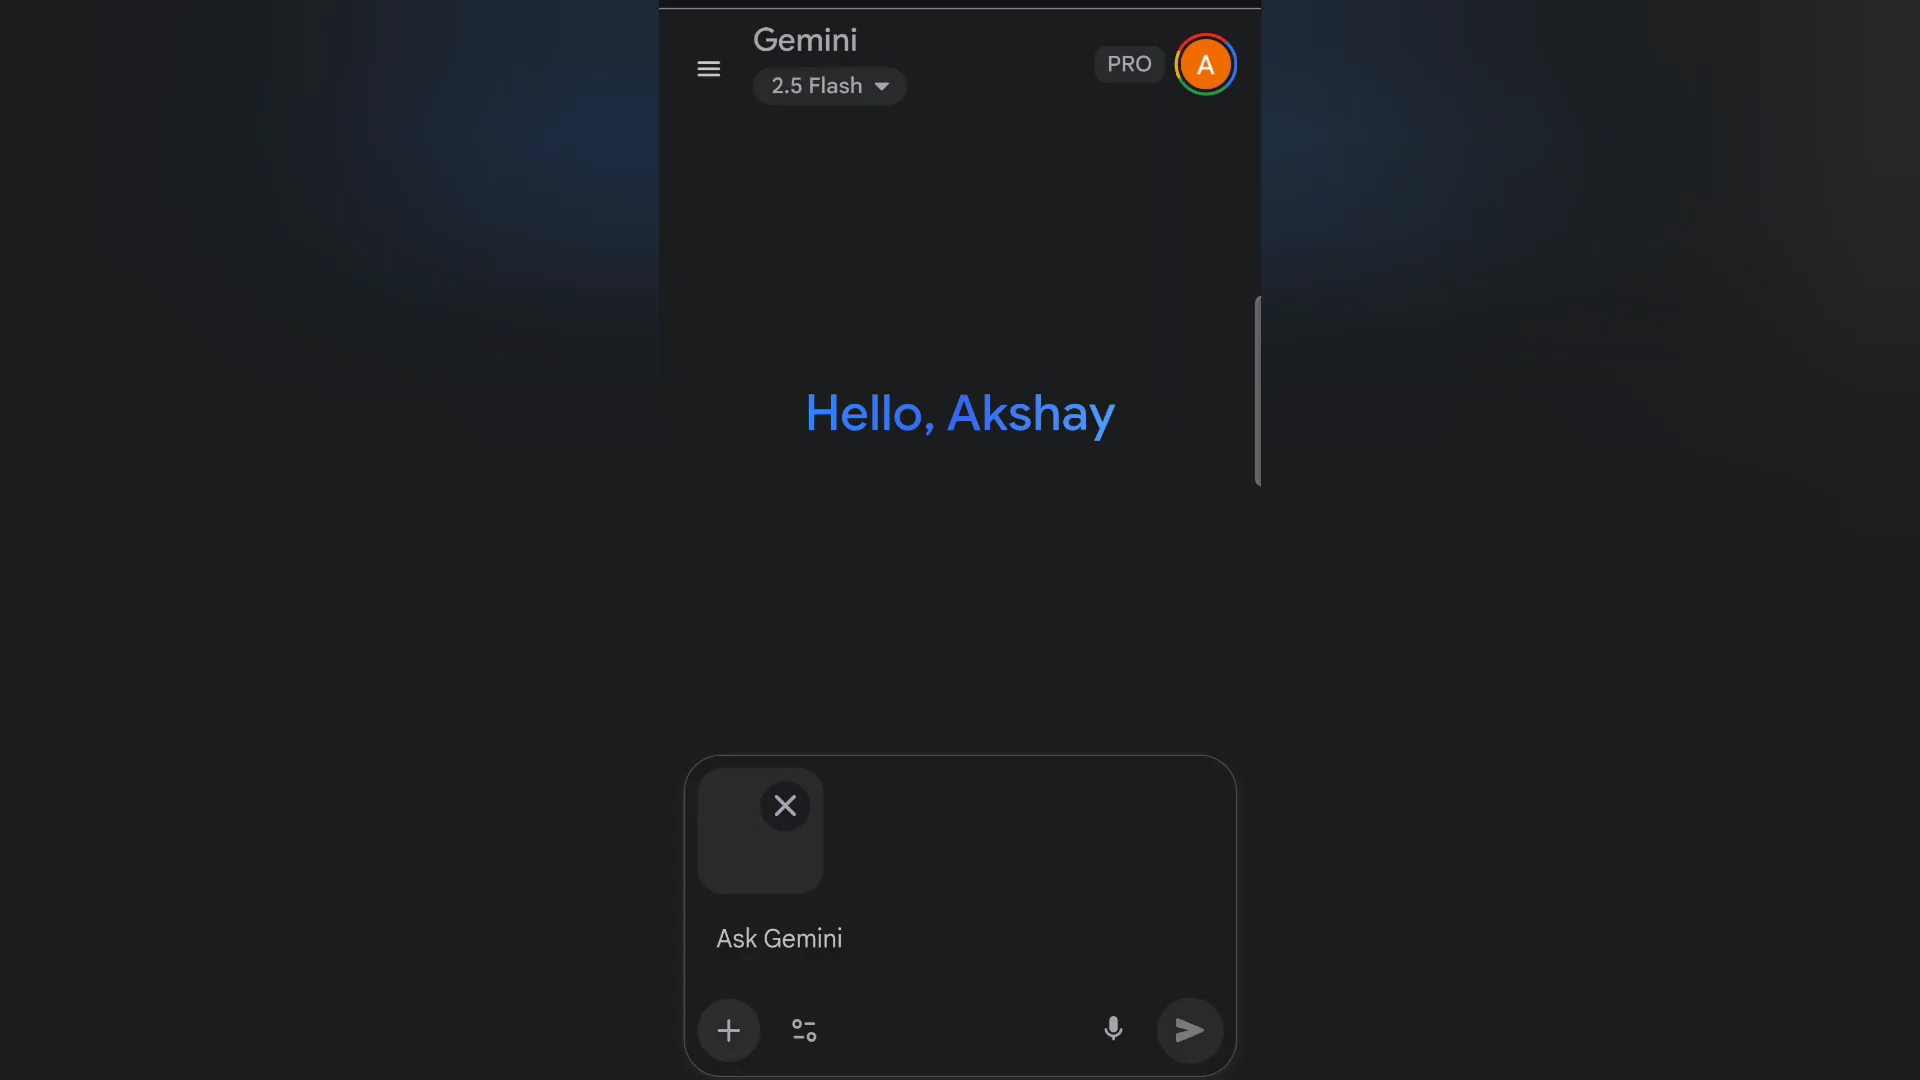 Gemini
2.5 Flash
PRO
A
Hello, Akshay
Ask Gemini